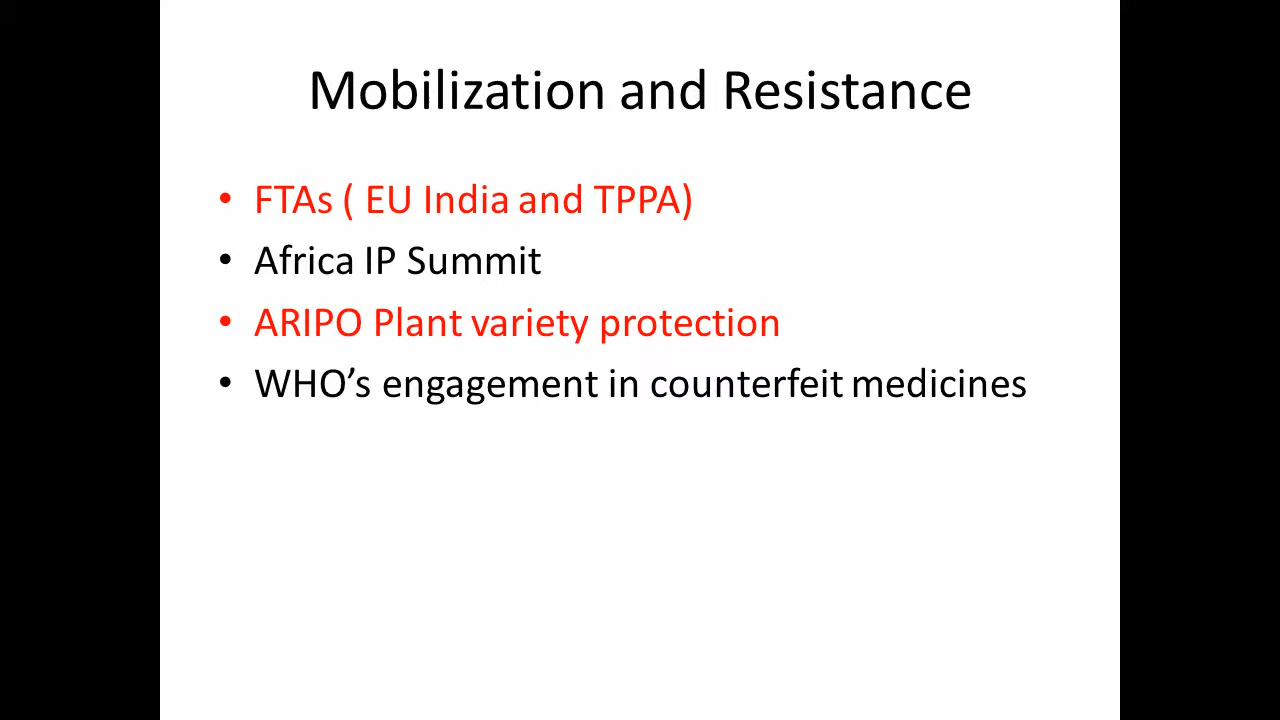 Mobilization and Resistance
• FTAs ( EU India and TPPA)
• Africa IP Summit
• ARIPO Plant variety protection
• WHO’s engagement in counterfeit medicines